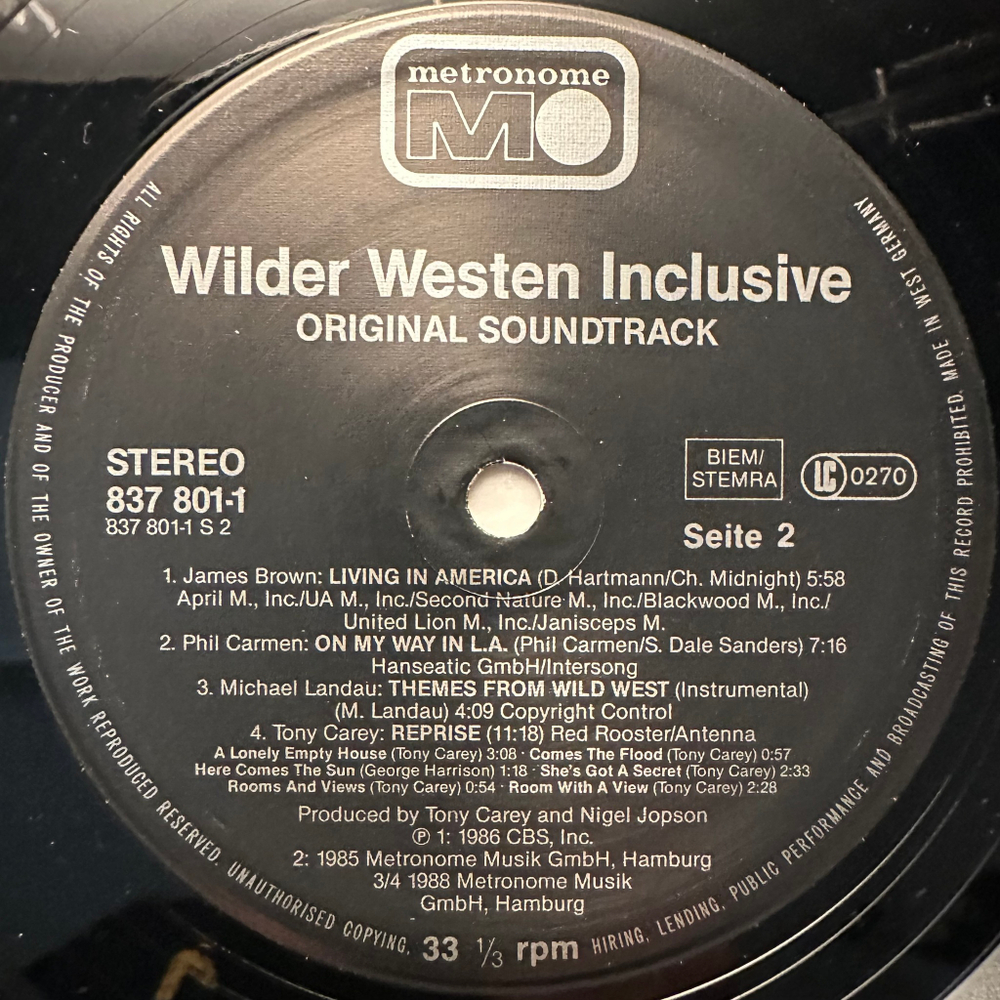 metronome
Wilder Westen Inclusive
ORIGINAL SOUNDTRACK
STEREO
837 801-1
837 801-1 S 2
BIEM/
STEMRA
LC 0270
Seite 2
1. James Brown: LIVING IN AMERICA (D. Hartmann/Ch. Midnight) 5:58
April M., Inc./UA M., Inc./Second Nature M., Inc./Blackwood M., Inc./
United Lion M., Inc./Janisceps M.
2. Phil Carmen: ON MY WAY IN L.A. (Phil Carmen/S. Dale Sanders) 7:16
Hanseatic GmbH/Intersong
3. Michael Landau: THEMES FROM WILD WEST (Instrumental)
(M. Landau) 4:09 Copyright Control
4. Tony Carey: REPRISE (11:18) Red Rooster/Antenna
A Lonely Empty House (Tony Carey) 3:08 · Comes The Flood (Tony Carey) 0:57
Here Comes The Sun (George Harrison) 1:18 · She's Got A Secret (Tony Carey) 2:33
Rooms And Views (Tony Carey) 0:54 · Room With A View (Tony Carey) 2:28
Produced by Tony Carey and Nigel Jopson
℗ 1: 1986 CBS, Inc.
2: 1985 Metronome Musik GmbH, Hamburg
3/4 1988 Metronome Musik
GmbH, Hamburg
33 1/3 rpm
ALL RIGHTS OF THE PRODUCER AND OF THE OWNER OF THE WORK REPRODUCED RESERVED. UNAUTHORISED COPYING, HIRING, LENDING, PUBLIC PERFORMANCE AND BROADCASTING OF THIS RECORD PROHIBITED. MADE IN WEST GERMANY